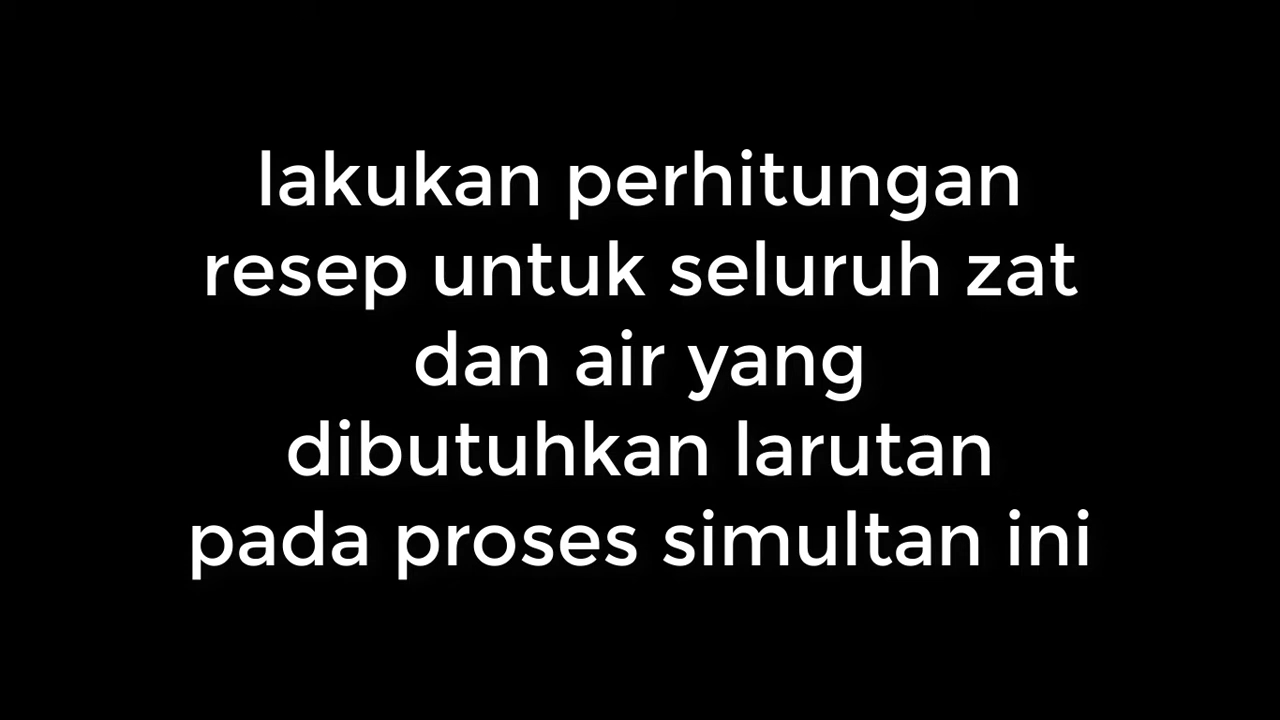 lakukan perhitungan
resep untuk seluruh zat
dan air yang
dibutuhkan larutan
pada proses simultan ini